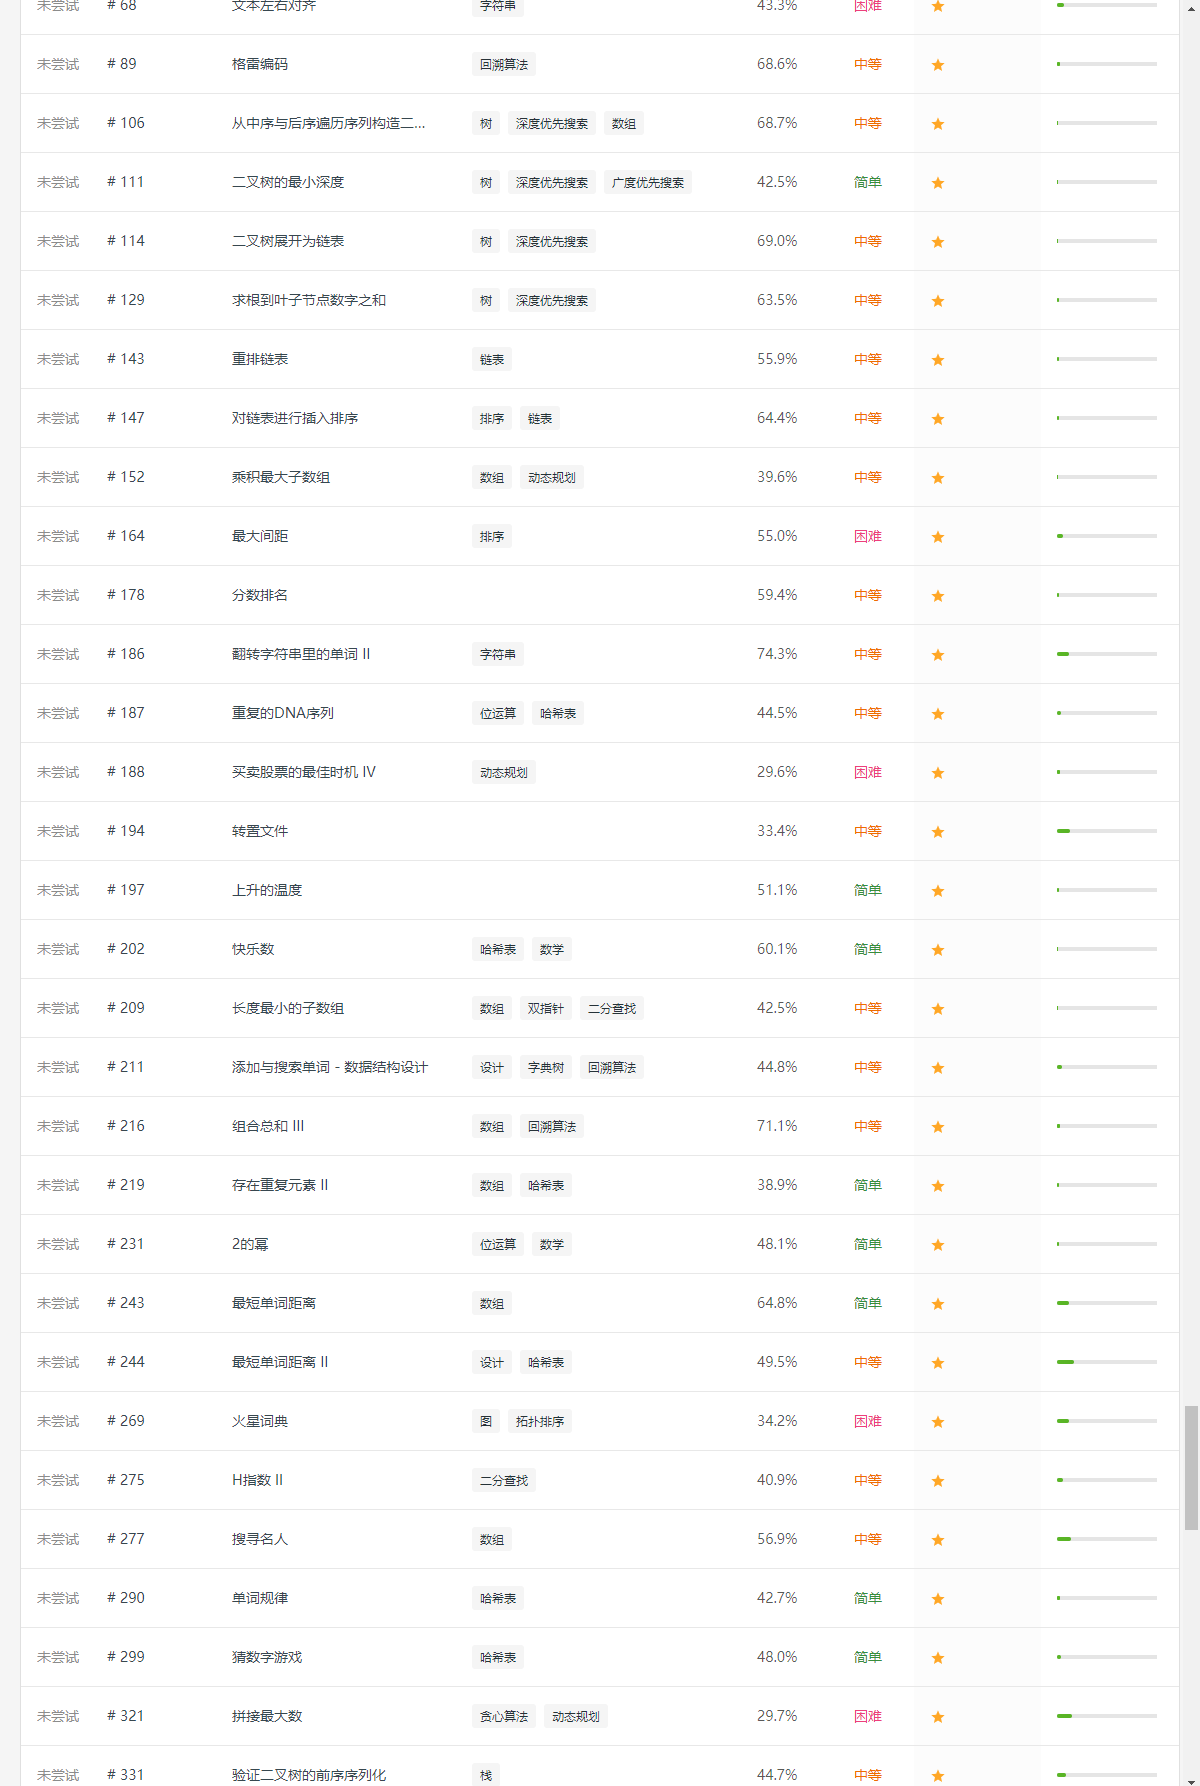 未尝试 # 68 文本左右对齐 字符串 43.3% 困难
未尝试 # 89 格雷编码 回溯算法 68.6% 中等
未尝试 # 106 从中序与后序遍历序列构造二... 树 深度优先搜索 数组 68.7% 中等
未尝试 # 111 二叉树的最小深度 树 深度优先搜索 广度优先搜索 42.5% 简单
未尝试 # 114 二叉树展开为链表 树 深度优先搜索 69.0% 中等
未尝试 # 129 求根到叶子节点数字之和 树 深度优先搜索 63.5% 中等
未尝试 # 143 重排链表 链表 55.9% 中等
未尝试 # 147 对链表进行插入排序 排序 链表 64.4% 中等
未尝试 # 152 乘积最大子数组 数组 动态规划 39.6% 中等
未尝试 # 164 最大间距 排序 55.0% 困难
未尝试 # 178 分数排名 59.4% 中等
未尝试 # 186 翻转字符串里的单词 II 字符串 74.3% 中等
未尝试 # 187 重复的DNA序列 位运算 哈希表 44.5% 中等
未尝试 # 188 买卖股票的最佳时机 IV 动态规划 29.6% 困难
未尝试 # 194 转置文件 33.4% 中等
未尝试 # 197 上升的温度 51.1% 简单
未尝试 # 202 快乐数 哈希表 数学 60.1% 简单
未尝试 # 209 长度最小的子数组 数组 双指针 二分查找 42.5% 中等
未尝试 # 211 添加与搜索单词 - 数据结构设计 设计 字典树 回溯算法 44.8% 中等
未尝试 # 216 组合总和 III 数组 回溯算法 71.1% 中等
未尝试 # 219 存在重复元素 II 数组 哈希表 38.9% 简单
未尝试 # 231 2的幂 位运算 数学 48.1% 简单
未尝试 # 243 最短单词距离 数组 64.8% 简单
未尝试 # 244 最短单词距离 II 设计 哈希表 49.5% 中等
未尝试 # 269 火星词典 图 拓扑排序 34.2% 困难
未尝试 # 275 H指数 II 二分查找 40.9% 中等
未尝试 # 277 搜寻名人 数组 56.9% 中等
未尝试 # 290 单词规律 哈希表 42.7% 简单
未尝试 # 299 猜数字游戏 哈希表 48.0% 简单
未尝试 # 321 拼接最大数 贪心算法 动态规划 29.7% 困难
未尝试 # 331 验证二叉树的前序序列化 栈 44.7% 中等